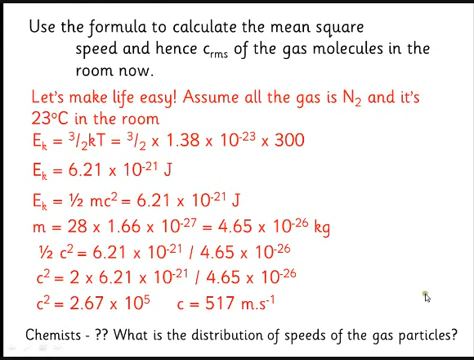 Use the formula to calculate the mean square
speed and hence cᵣₘₛ of the gas molecules in the
room now.
Let's make life easy! Assume all the gas is N₂ and it's
23°C in the room
Eₖ = ³/₂kT = ³/₂ x 1.38 x 10⁻²³ x 300
Eₖ = 6.21 x 10⁻²¹ J
Eₖ = ½ mc² = 6.21 x 10⁻²¹ J
m = 28 x 1.66 x 10⁻²⁷ = 4.65 x 10⁻²⁶ kg
½ c² = 6.21 x 10⁻²¹ / 4.65 x 10⁻²⁶
c² = 2 x 6.21 x 10⁻²¹ / 4.65 x 10⁻²⁶
c² = 2.67 x 10⁵ c = 517 m.s⁻¹
Chemists - ?? What is the distribution of speeds of the gas particles?